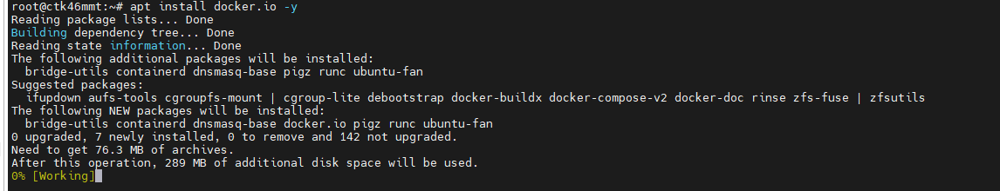 root@ctk46mmt:~# apt install docker.io -y
Reading package lists... Done
Building dependency tree... Done
Reading state information... Done
The following additional packages will be installed:
  bridge-utils containerd dnsmasq-base pigz runc ubuntu-fan
Suggested packages:
  ifupdown aufs-tools cgroupfs-mount | cgroup-lite debootstrap docker-buildx docker-compose-v2 docker-doc rinse zfs-fuse | zfsutils
The following NEW packages will be installed:
  bridge-utils containerd dnsmasq-base docker.io pigz runc ubuntu-fan
0 upgraded, 7 newly installed, 0 to remove and 142 not upgraded.
Need to get 76.3 MB of archives.
After this operation, 289 MB of additional disk space will be used.
0% [Working]